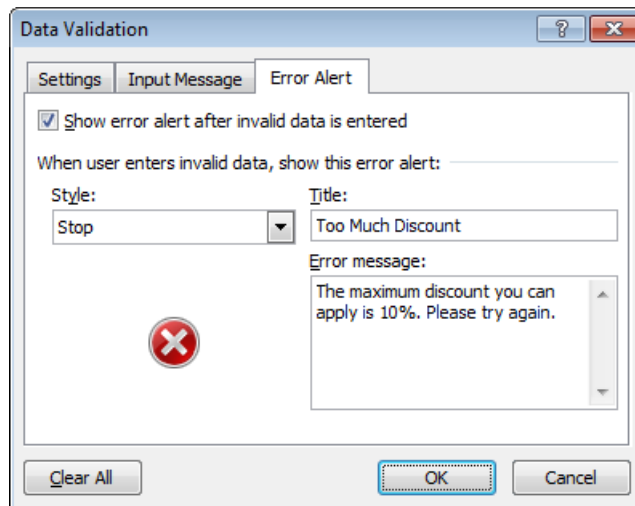 Data Validation
Settings
Input Message
Error Alert
Show error alert after invalid data is entered
When user enters invalid data, show this error alert:
Style:
Title:
Stop
Too Much Discount
Error message:
The maximum discount you can
apply is 10%. Please try again.
Clear All
OK
Cancel